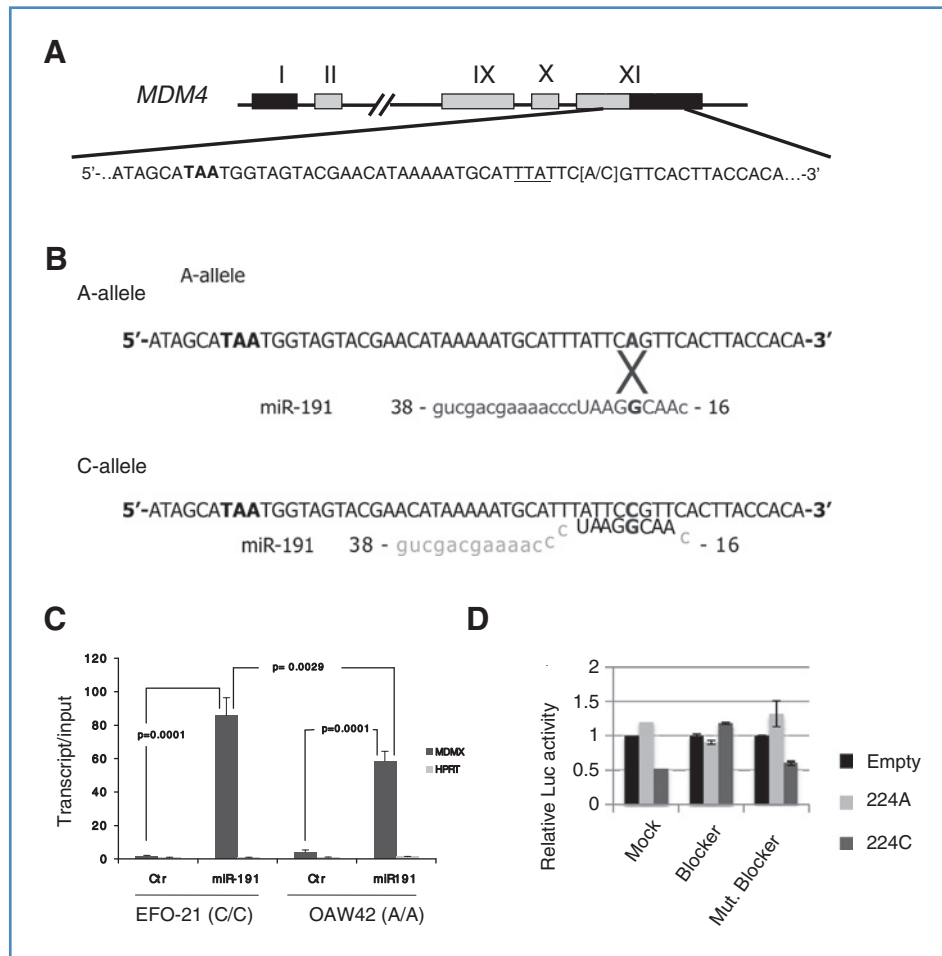 A
I II IX X XI
MDM4
5'-..ATAGCATAATGGTAGTACGAACATAAAAATGCATTTATTC[A/C]GTTCACTTACCACA...-3'
B
A-allele
A-allele
5'-ATAGCATAATGGTAGTACGAACATAAAAATGCATTTATTCAGTTCACTTACCACA-3'
miR-191 38 - gucgacgaaaacccUAAGGCAAc - 16
C-allele
5'-ATAGCATAATGGTAGTACGAACATAAAAATGCATTTATTCCGTTCACTTACCACA-3'
miR-191 38 - gucgacgaaaaccc UAAGGCAA c - 16
C
120
100
80
60
40
20
0
Transcript/input
p= 0.0029
p=0.0001
p=0.0001
MDMX
HPRT
Ctr miR-191 Ctr miR191
EFO-21 (C/C) OAW42 (A/A)
D
2
1.5
1
0.5
0
Relative Luc activity
Mock
Blocker
Mut. Blocker
Empty
224A
224C